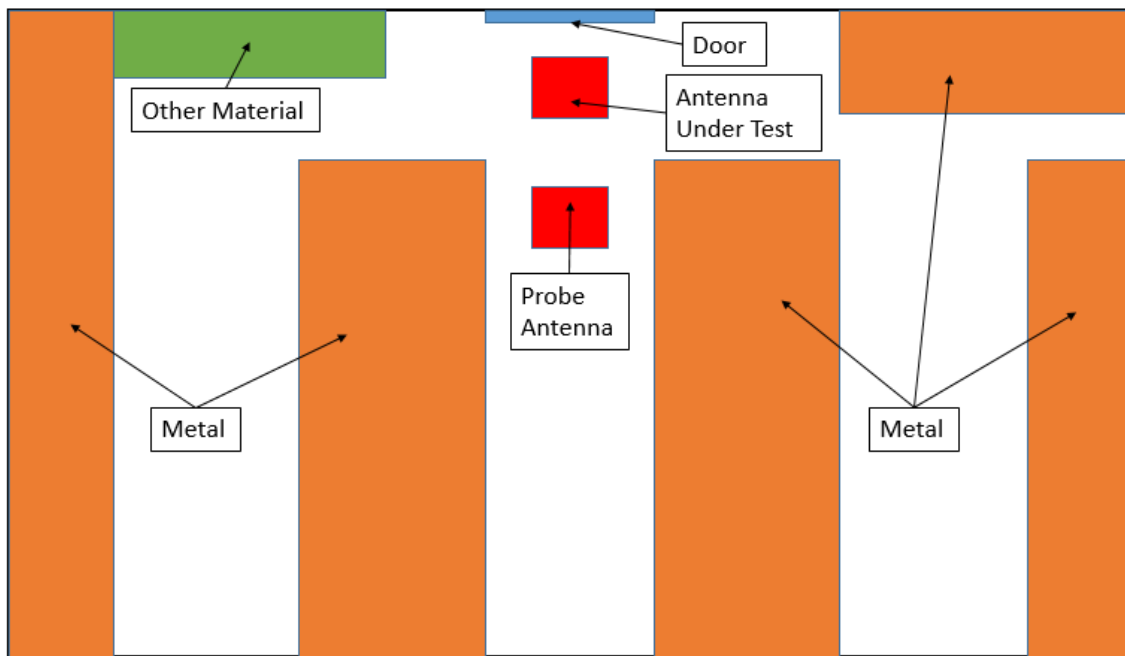 Door
Other Material
Antenna
Under Test
Probe
Antenna
Metal
Metal